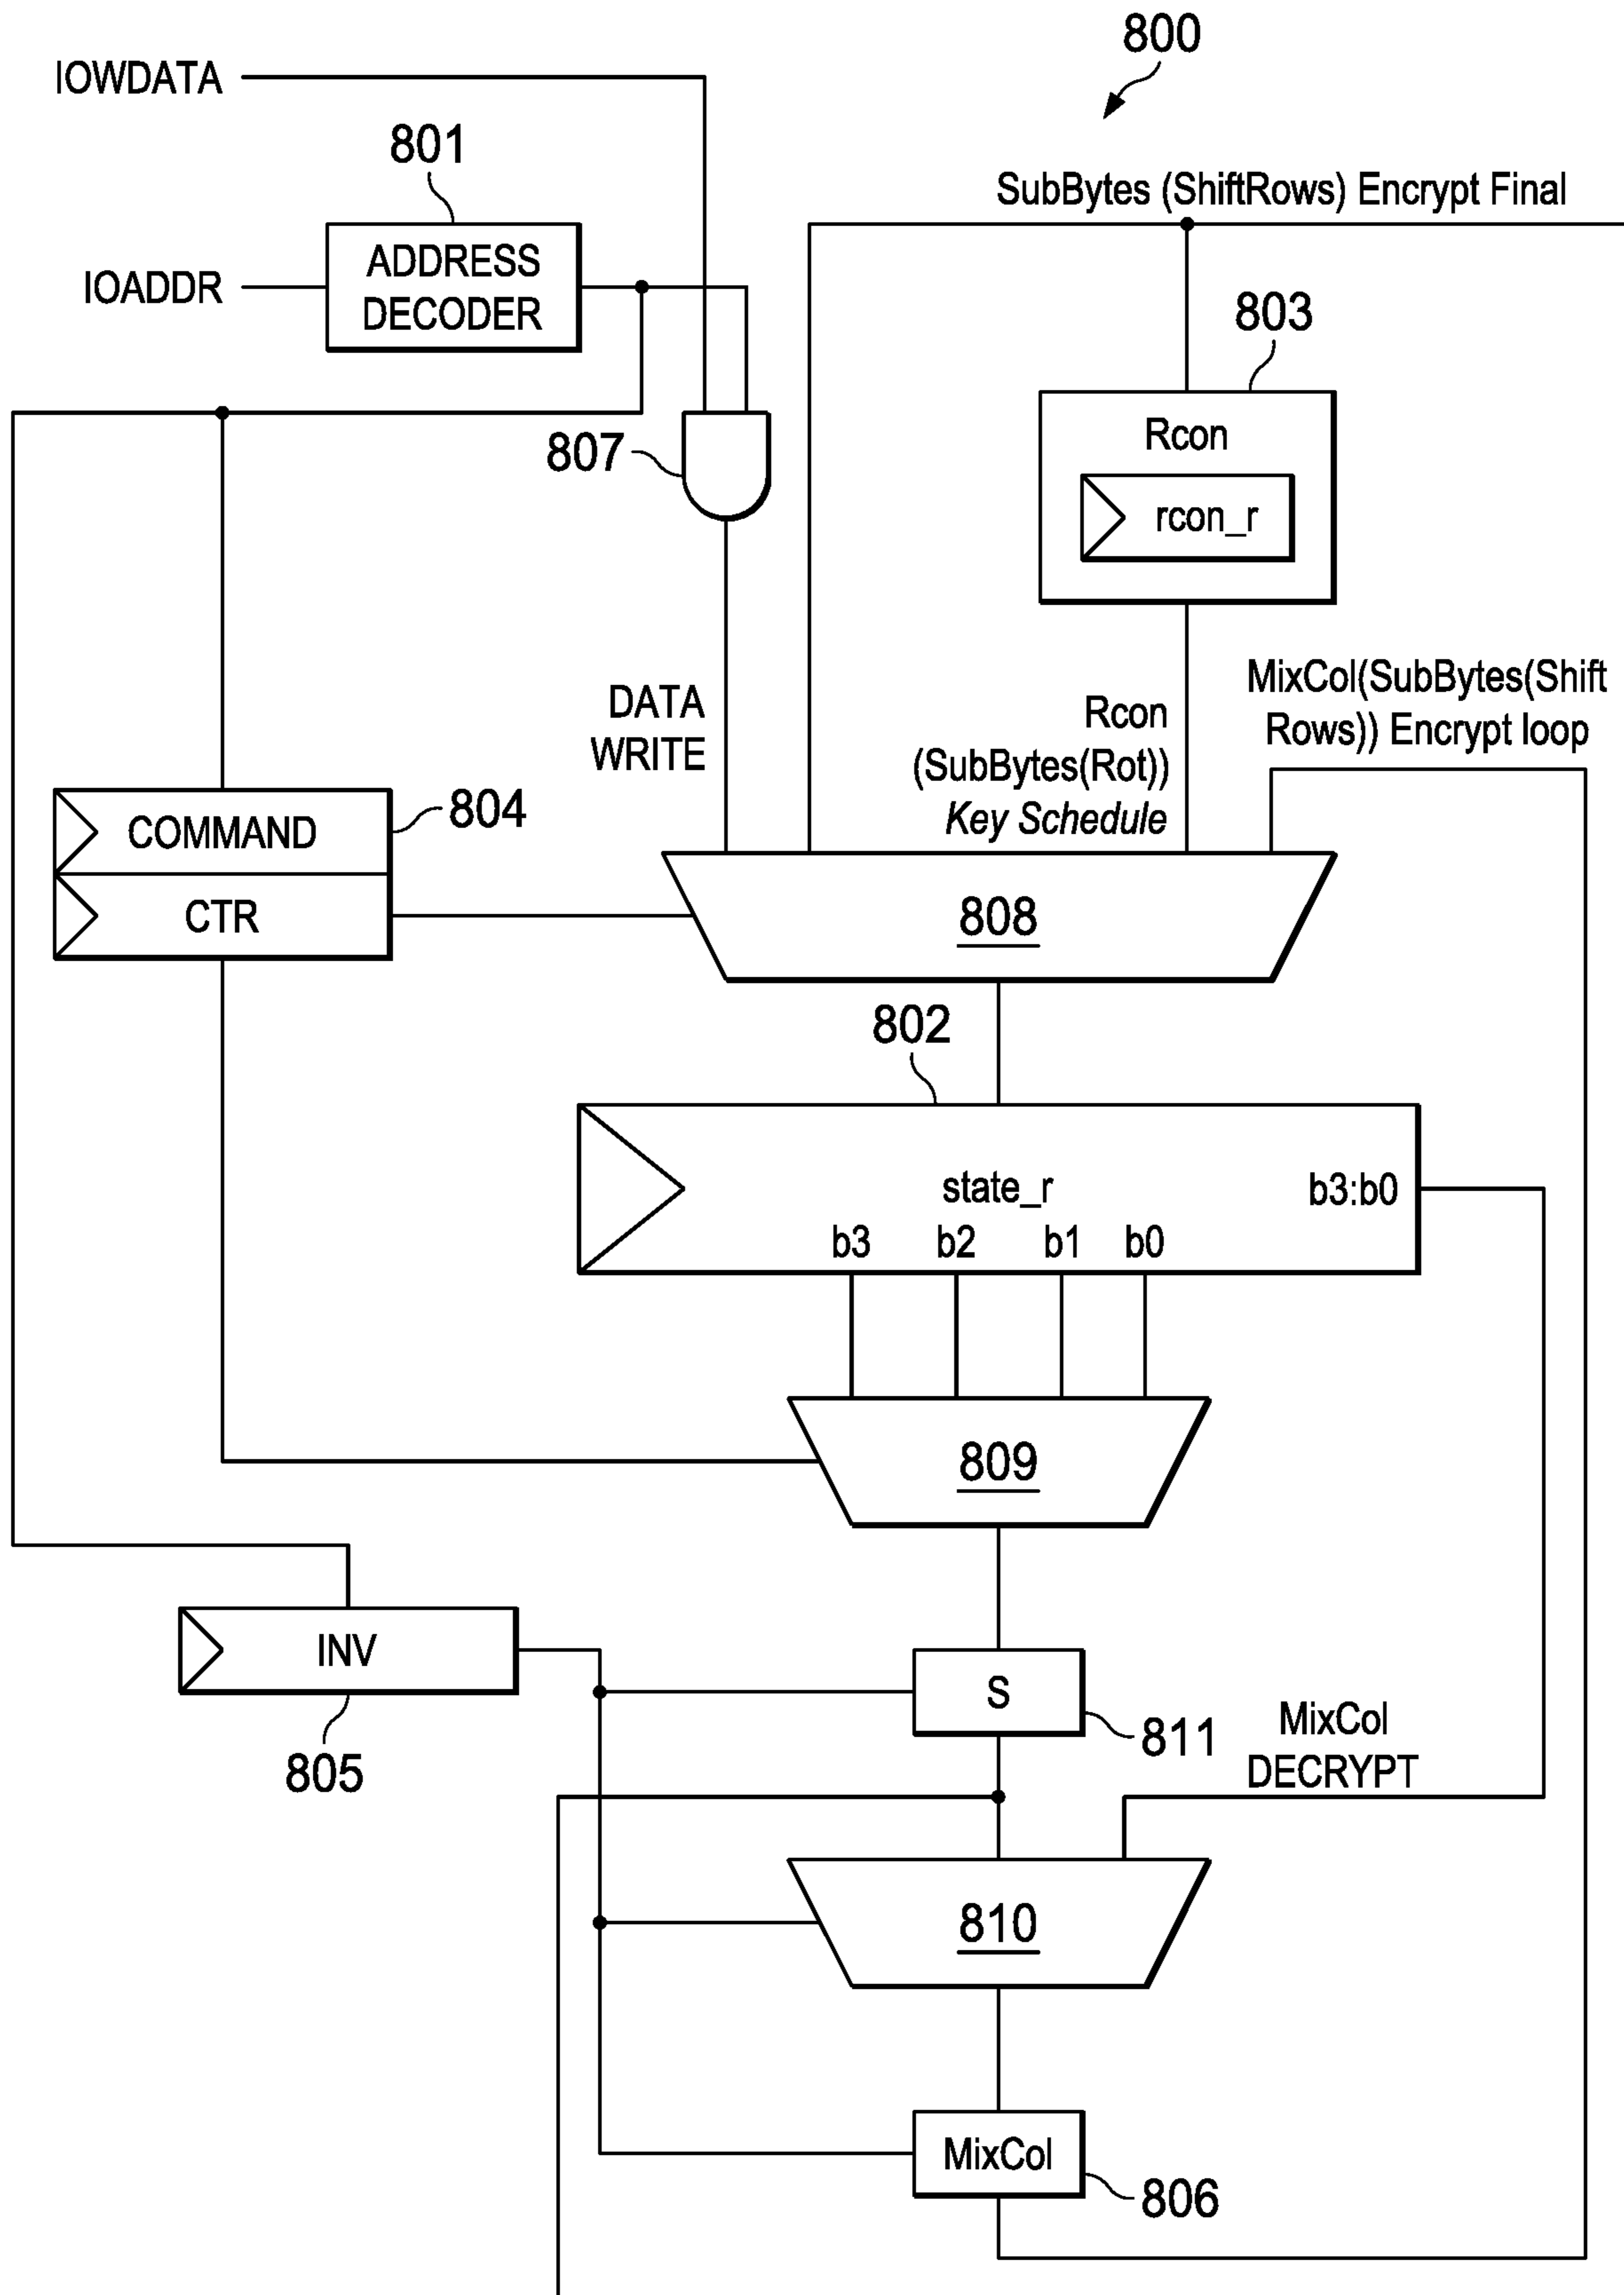 800
IOWDATA
801
SubBytes (ShiftRows) Encrypt Final
ADDRESS
DECODER
IOADDR
803
Rcon
807
rcon_r
DATA
WRITE
Rcon
(SubBytes(Rot))
Key Schedule
MixCol(SubBytes(Shift
Rows)) Encrypt loop
COMMAND
804
CTR
808
802
state_r
b3:b0
b3 b2 b1 b0
809
INV
805
S
811
MixCol
DECRYPT
810
MixCol
806